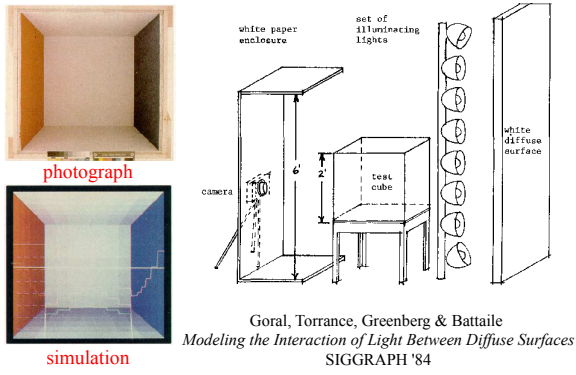 photograph
simulation
white paper
enclosure
set of
illuminating
lights
white
diffuse
surface
camera
6'
2'
test
cube
Goral, Torrance, Greenberg & Battaile
Modeling the Interaction of Light Between Diffuse Surfaces
SIGGRAPH '84